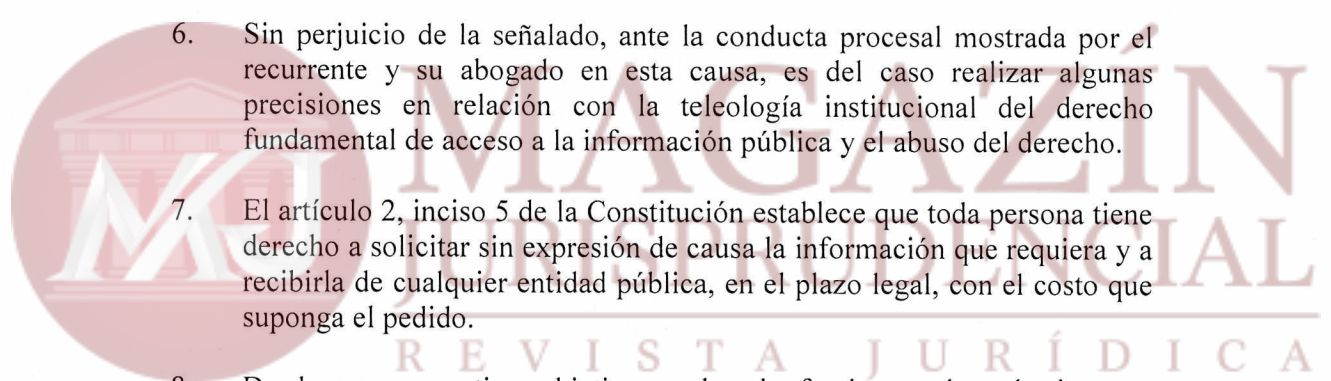 6. Sin perjuicio de la señalado, ante la conducta procesal mostrada por el
recurrente y su abogado en esta causa, es del caso realizar algunas
precisiones en relación con la teleología institucional del derecho
fundamental de acceso a la información pública y el abuso del derecho.
7. El artículo 2, inciso 5 de la Constitución establece que toda persona tiene
derecho a solicitar sin expresión de causa la información que requiera y a
recibirla de cualquier entidad pública, en el plazo legal, con el costo que
suponga el pedido.
MAGAZÍN
JURISPRUDENCIAL
REVISTA JURÍDICA